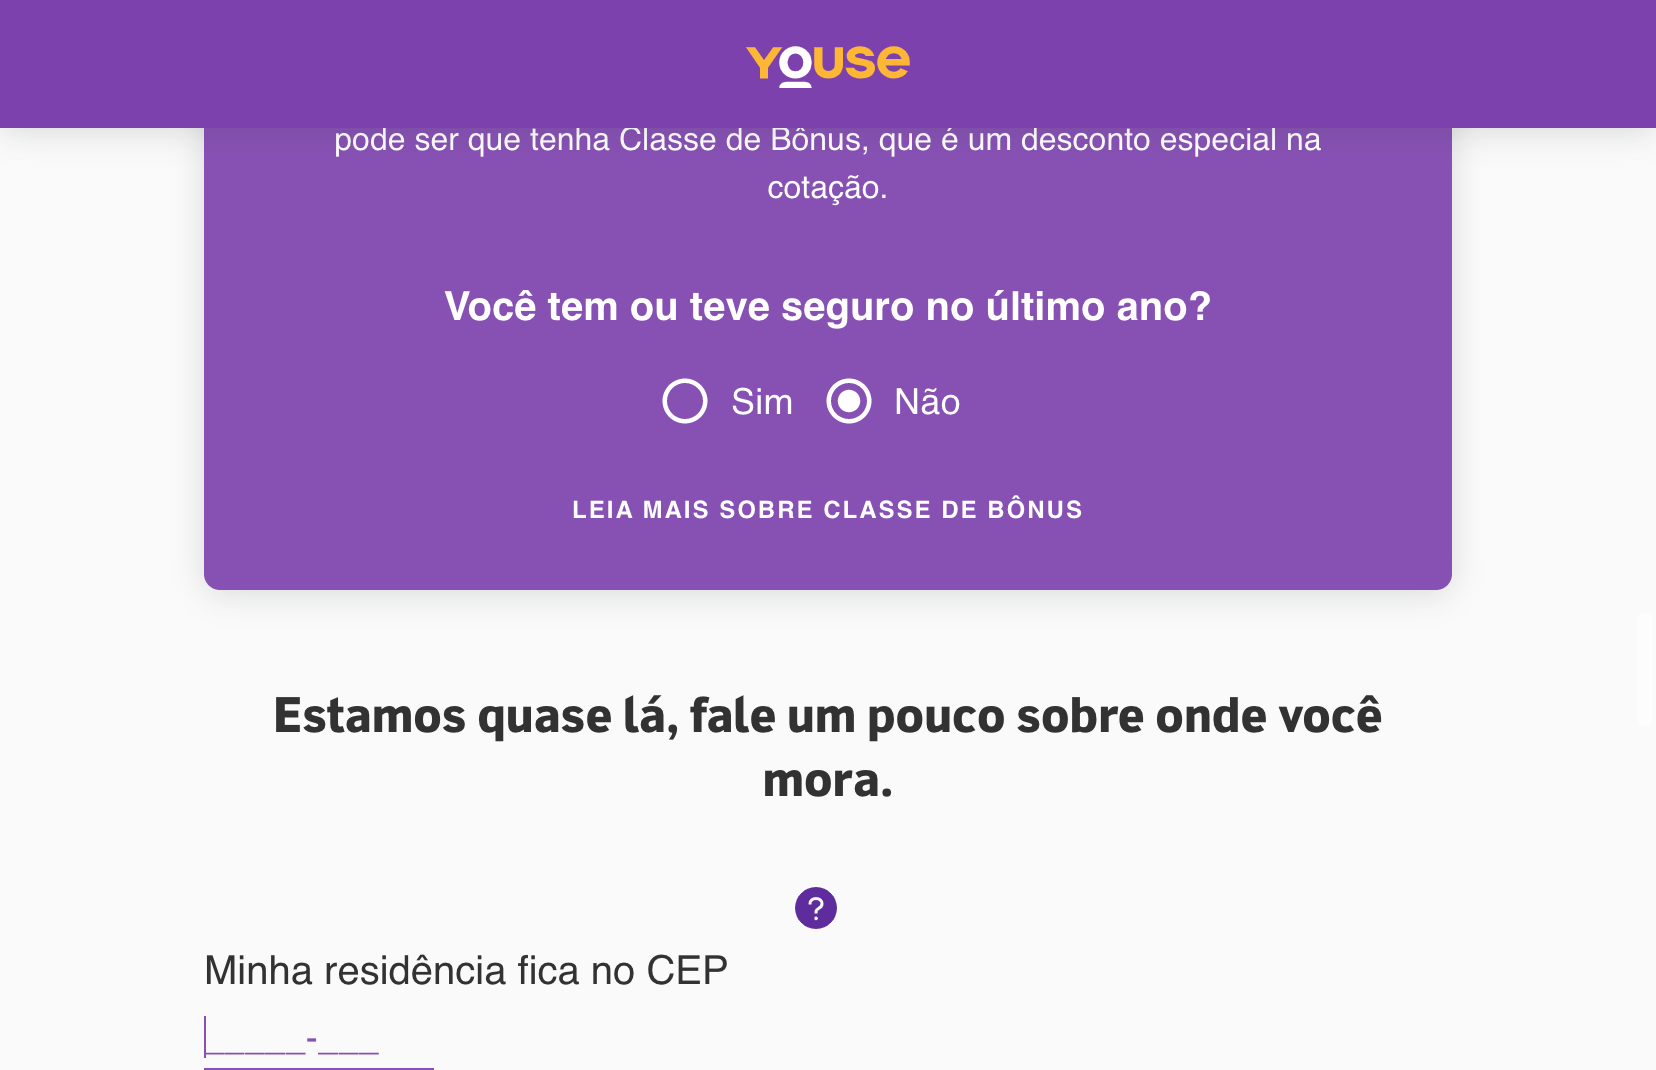 YOUSE
pode ser que tenha Classe de Bônus, que é um desconto especial na
cotação.
Você tem ou teve seguro no último ano?
Sim Não
LEIA MAIS SOBRE CLASSE DE BÔNUS
Estamos quase lá, fale um pouco sobre onde você
mora.
?
Minha residência fica no CEP
_____-___